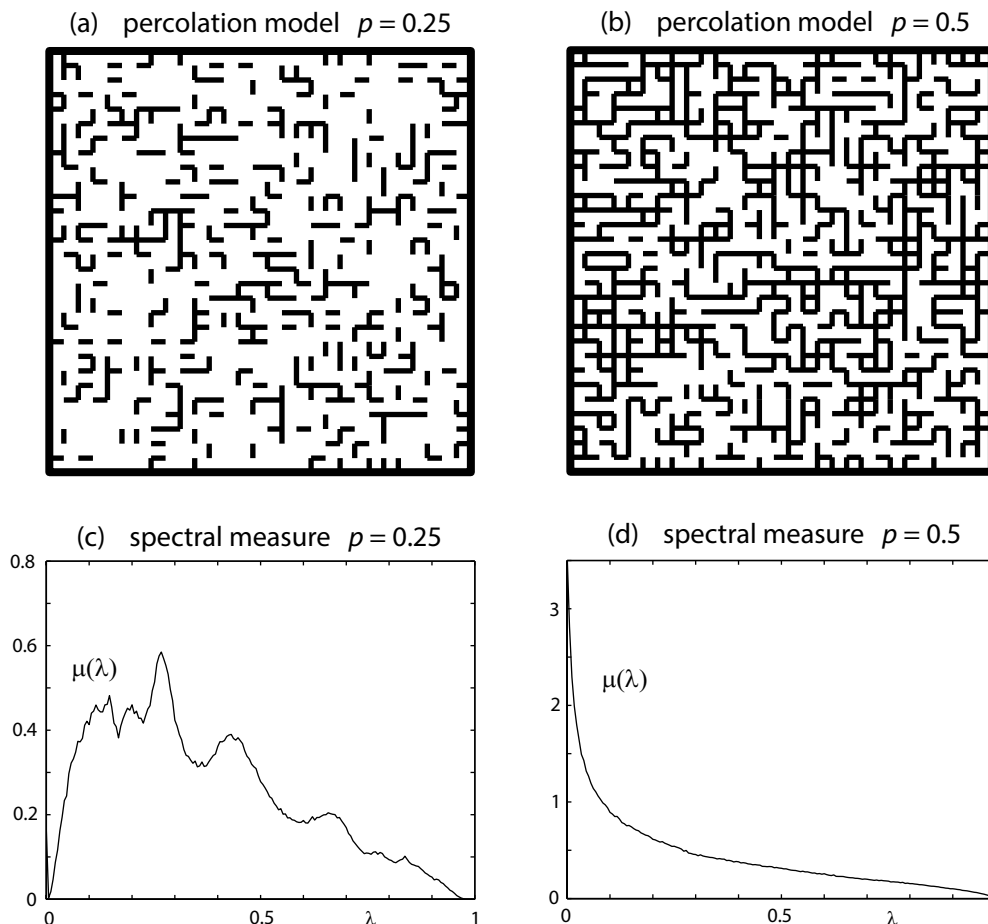 (a) percolation model p = 0.25
(b) percolation model p = 0.5
(c) spectral measure p = 0.25
0.8
0.6
μ(λ)
0.4
0.2
0
0 0.5 λ 1
(d) spectral measure p = 0.5
3
μ(λ)
2
1
0
0 0.5 λ